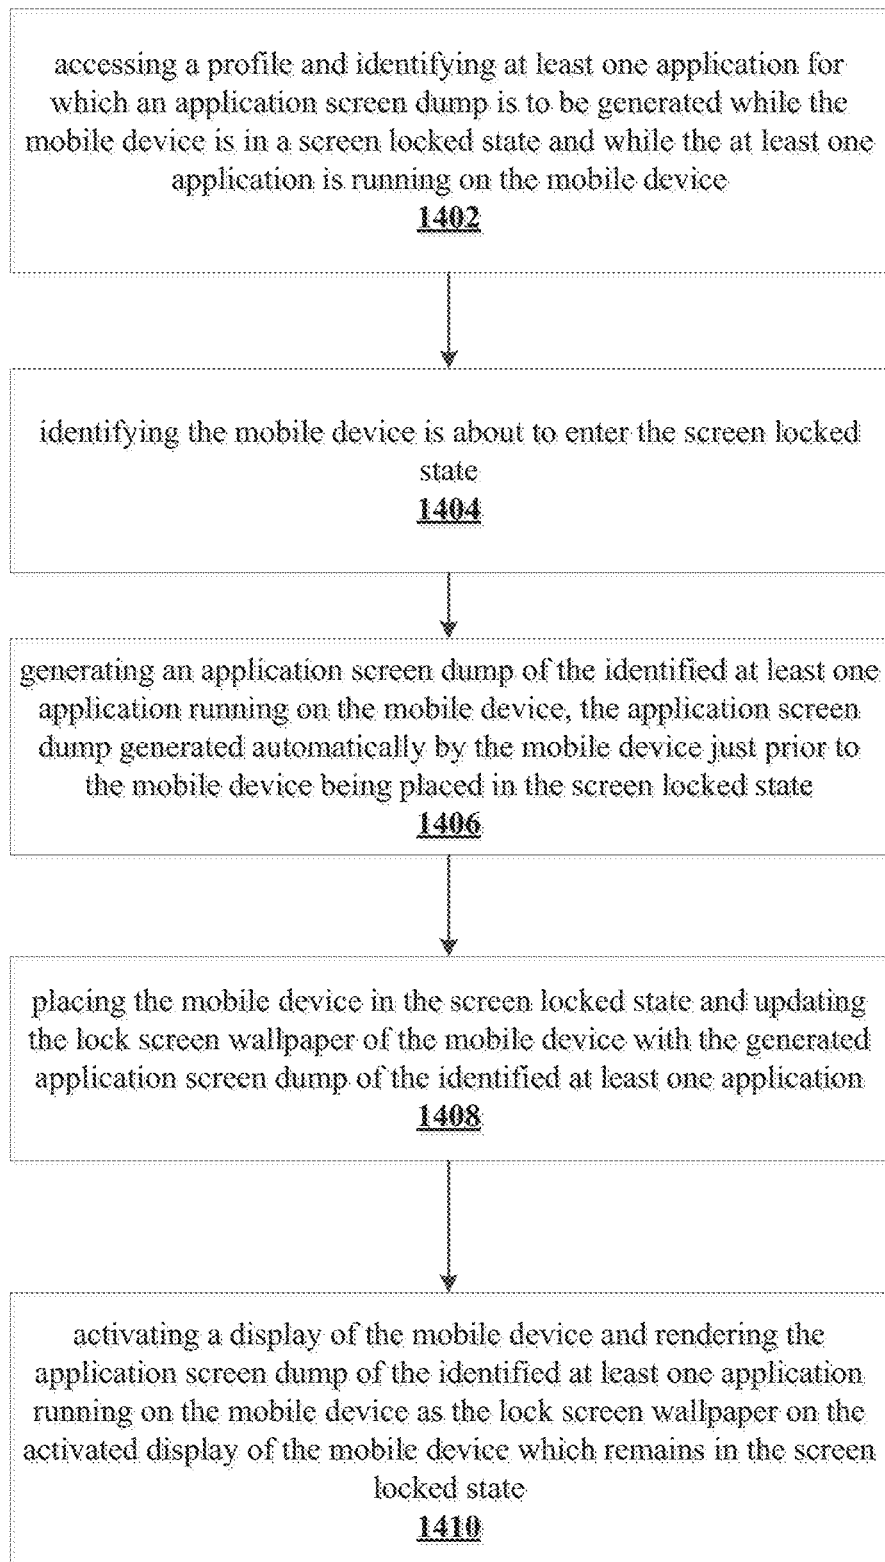 accessing a profile and identifying at least one application for
which an application screen dump is to be generated while the
mobile device is in a screen locked state and while the at least one
application is running on the mobile device
1402
identifying the mobile device is about to enter the screen locked
state
1404
generating an application screen dump of the identified at least one
application running on the mobile device, the application screen
dump generated automatically by the mobile device just prior to
the mobile device being placed in the screen locked state
1406
placing the mobile device in the screen locked state and updating
the lock screen wallpaper of the mobile device with the generated
application screen dump of the identified at least one application
1408
activating a display of the mobile device and rendering the
application screen dump of the identified at least one application
running on the mobile device as the lock screen wallpaper on the
activated display of the mobile device which remains in the screen
locked state
1410